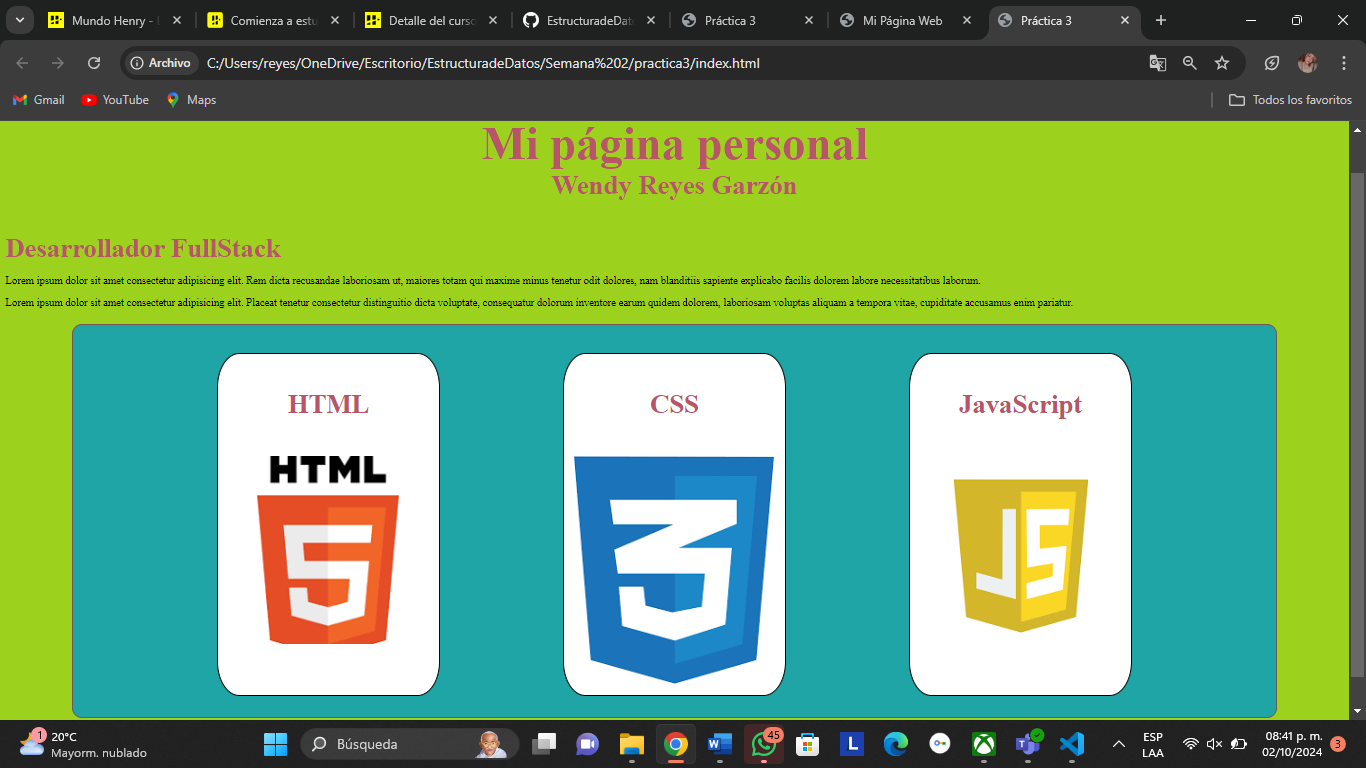 Mundo Henry -
Comienza a estu
Detalle del curso
EstructuradeDat
Práctica 3
Mi Página Web
Práctica 3
Archivo
C:/Users/reyes/OneDrive/Escritorio/EstructuradeDatos/Semana%202/practica3/index.html
Gmail
YouTube
Maps
Todos los favoritos
Mi página personal
Wendy Reyes Garzón
Desarrollador FullStack
Lorem ipsum dolor sit amet consectetur adipisicing elit. Rem dicta recusandae laboriosam ut, maiores totam qui maxime minus tenetur odit dolores, nam blanditiis sapiente explicabo facilis dolorem labore necessitatibus laborum.
Lorem ipsum dolor sit amet consectetur adipisicing elit. Placeat tenetur consectetur distinguitio dicta voluptate, consequatur dolorum inventore earum quidem dolorem, laboriosam voluptas aliquam a tempora vitae, cupiditate accusamus enim pariatur.
HTML
CSS
JavaScript
HTML
5
3
JS
1
20°C
Mayorm. nublado
Búsqueda
45
L
ESP
LAA
08:41 p. m.
02/10/2024
3